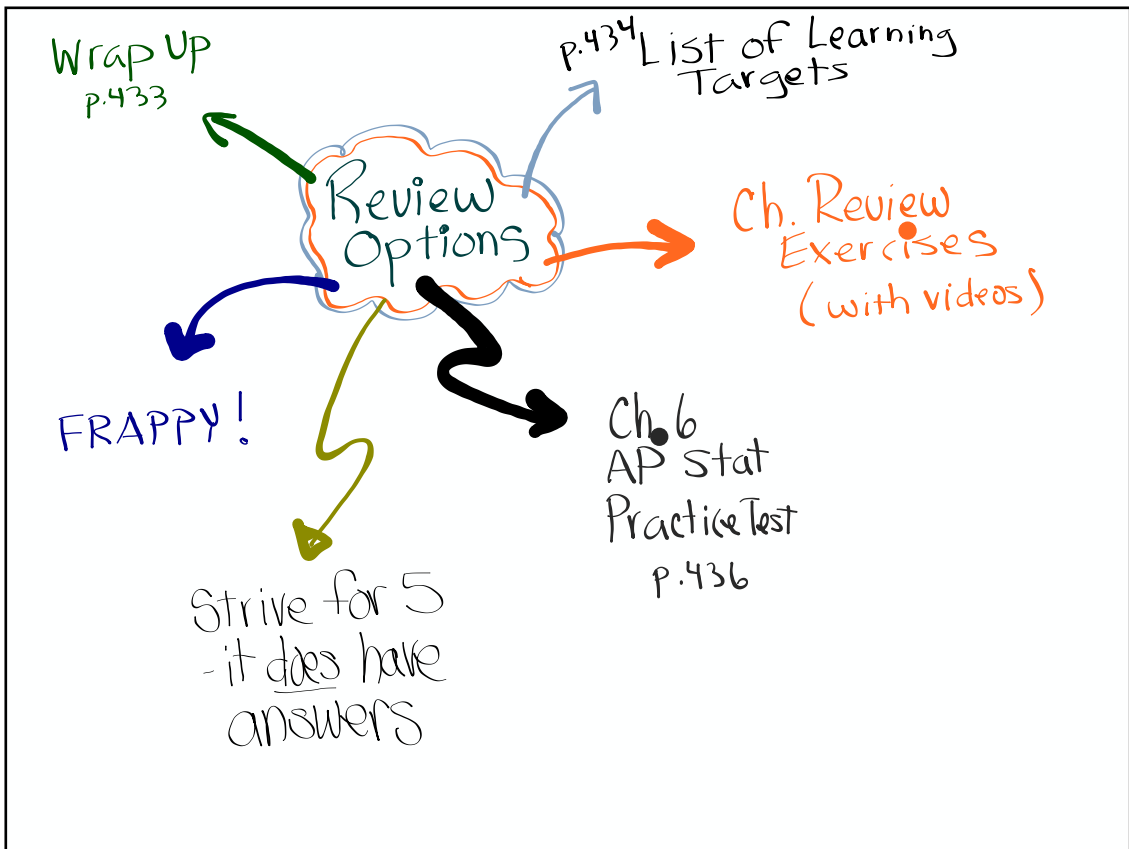 Wrap Up
p.433
p.434 List of Learning
Targets
Review
Options
Ch. Review
Exercises
(with videos)
FRAPPY!
Ch. 6
AP Stat
Practice Test
p.436
Strive for 5
- it does have
answers